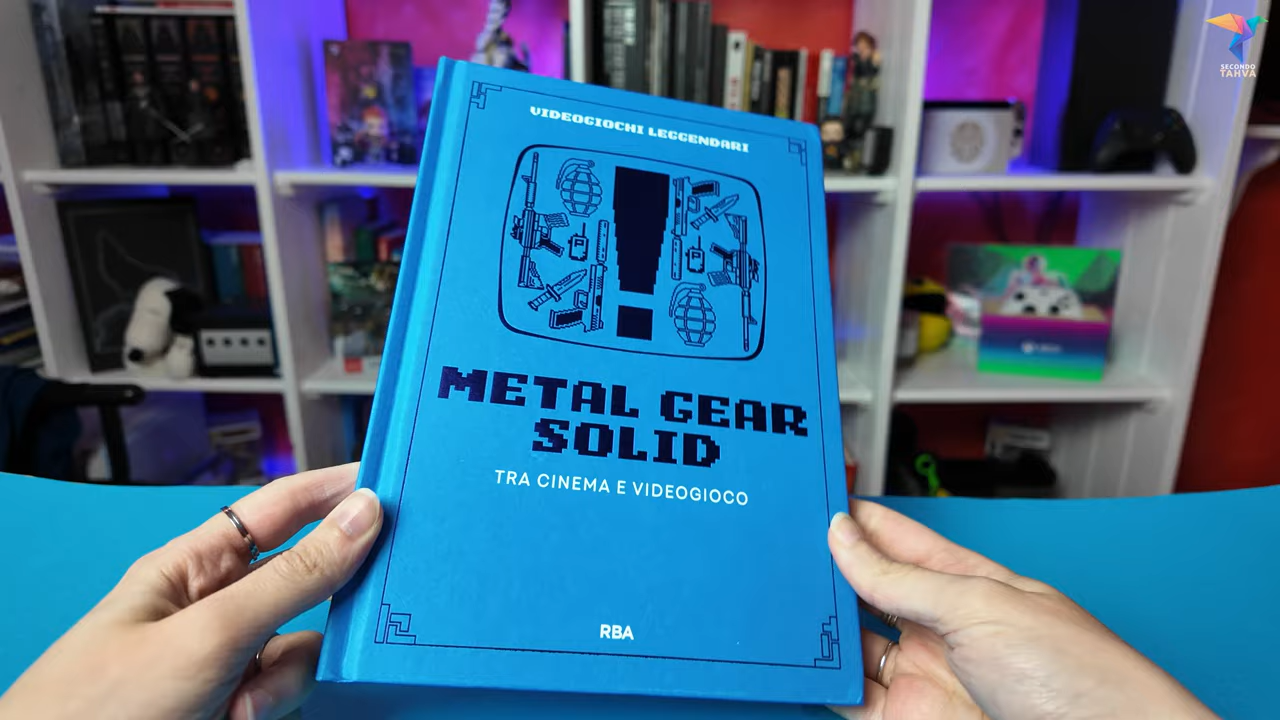 SECONDO
TAHVA
VIDEOGIOCHI LEGGENDARI
METAL GEAR
SOLID
TRA CINEMA E VIDEOGIOCO
RBA